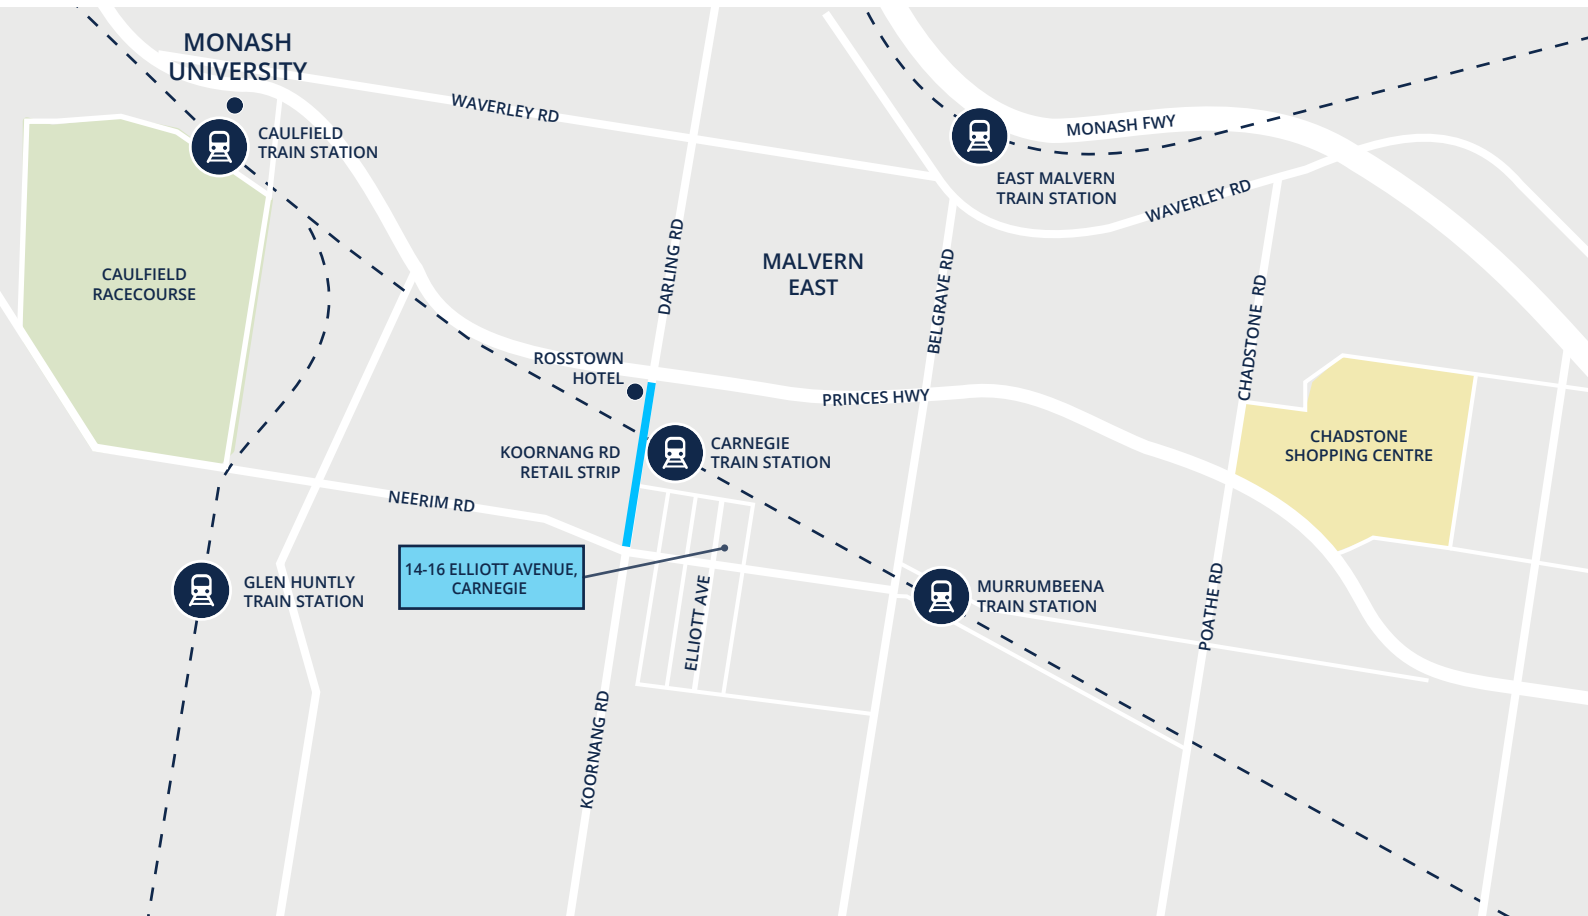 MONASH
UNIVERSITY
WAVERLEY RD
CAULFIELD
TRAIN STATION
MONASH FWY
EAST MALVERN
TRAIN STATION
WAVERLEY RD
CAULFIELD
RACECOURSE
DARLING RD
MALVERN
EAST
BELGRAVE RD
CHADSTONE RD
ROSSTOWN
HOTEL
PRINCES HWY
KOORNANG RD
RETAIL STRIP
CARNEGIE
TRAIN STATION
CHADSTONE
SHOPPING CENTRE
NEERIM RD
14-16 ELLIOTT AVENUE,
CARNEGIE
GLEN HUNTLY
TRAIN STATION
ELLIOTT AVE
MURRUMBEENA
TRAIN STATION
POATHE RD
KOORNANG RD